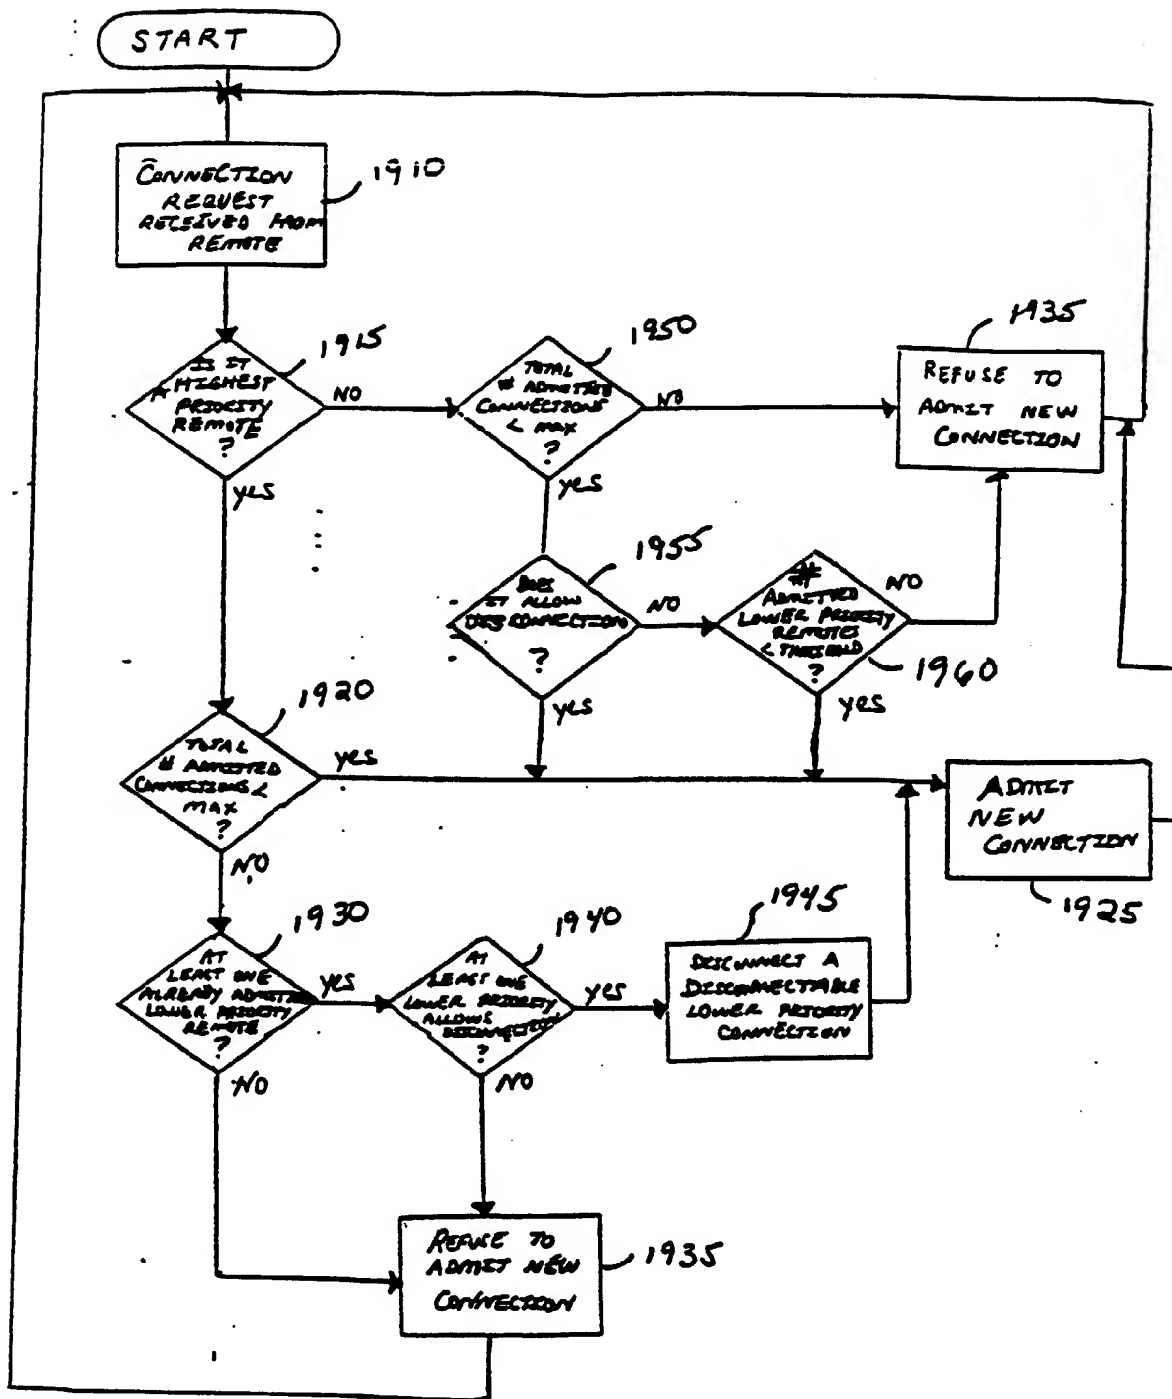 START
CONNECTION
REQUEST
RECEIVED FROM
REMOTE
1910
IS IT
A HIGHEST
PRIORITY
REMOTE
?
1915
NO
yes
TOTAL
# ADMITTED
CONNECTIONS
< MAX
?
1950
NO
yes
REFUSE TO
ADMIT NEW
CONNECTION
1935
DOES
IT ALLOW
DISCONNECTION
?
1955
NO
yes
#
ADMITTED
LOWER PRIORITY
REMOTES
< THRESHOLD
?
1960
NO
yes
TOTAL
# ADMITTED
CONNECTIONS <
MAX
?
1920
yes
NO
ADMIT
NEW
CONNECTION
1925
AT
LEAST ONE
ALREADY ADMITTED
LOWER PRIORITY
REMOTE
?
1930
yes
NO
AT
LEAST ONE
LOWER PRIORITY
ALLOWS
DISCONNECTION
?
1940
yes
NO
DISCONNECT A
DISCONNECTABLE
LOWER PRIORITY
CONNECTION
1945
REFUSE TO
ADMIT NEW
CONNECTION
1935